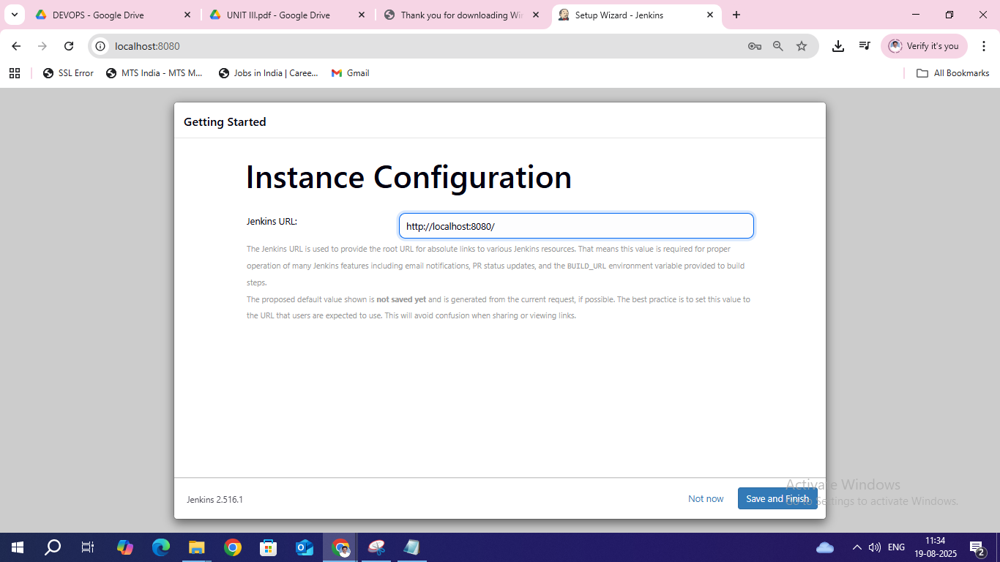 DEVOPS - Google Drive
UNIT III.pdf - Google Drive
Thank you for downloading Wi
Setup Wizard - Jenkins
localhost:8080
Verify it's you
SSL Error
MTS India - MTS M...
Jobs in India | Caree...
Gmail
All Bookmarks
Getting Started
Instance Configuration
Jenkins URL:
http://localhost:8080/
The Jenkins URL is used to provide the root URL for absolute links to various Jenkins resources. That means this value is required for proper
operation of many Jenkins features including email notifications, PR status updates, and the BUILD_URL environment variable provided to build
steps.
The proposed default value shown is not saved yet and is generated from the current request, if possible. The best practice is to set this value to
the URL that users are expected to use. This will avoid confusion when sharing or viewing links.
Jenkins 2.516.1
Not now
Save and Finish
Activate Windows
Go to Settings to activate Windows.
ENG
11:34
19-08-2025
2